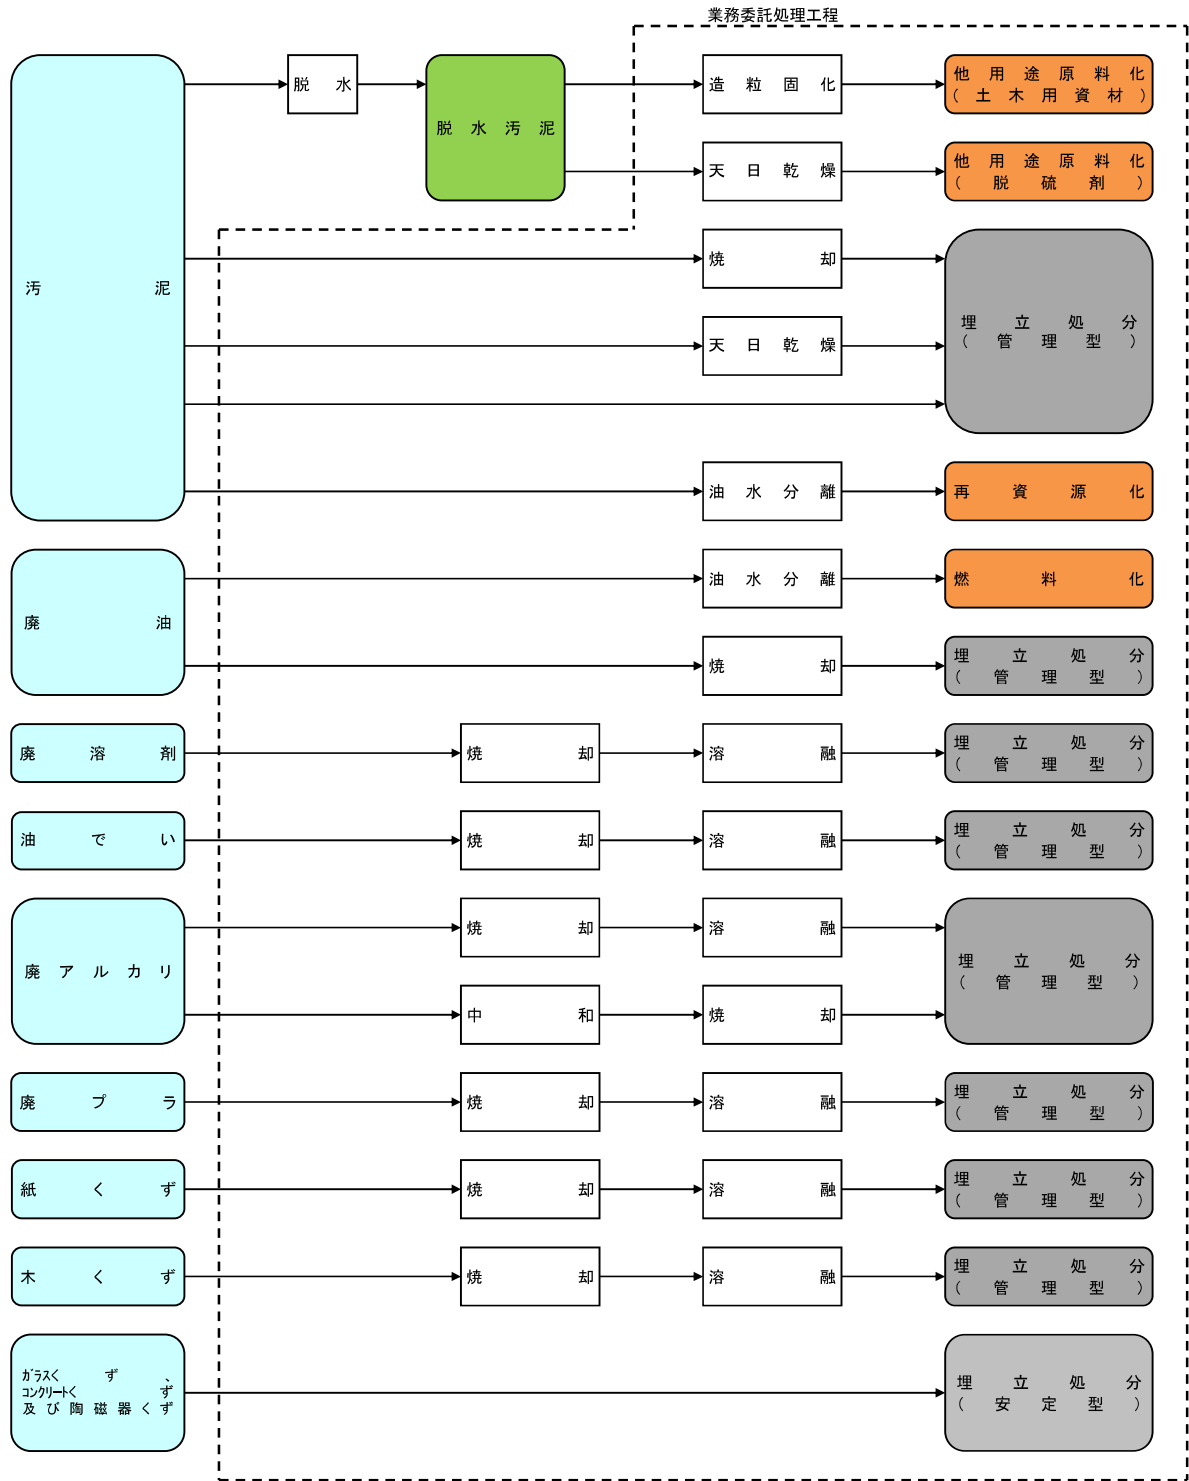 業務委託処理工程
汚泥
脱水
脱水汚泥
造粒固化
他用途原料化
(土木用資材)
天日乾燥
他用途原料化
(脱硫剤)
焼却
天日乾燥
埋立処分
(管理型)
油水分離
再資源化
廃油
油水分離
燃料化
焼却
埋立処分
(管理型)
廃溶剤
焼却
溶融
埋立処分
(管理型)
油でい
焼却
溶融
埋立処分
(管理型)
廃アルカリ
焼却
溶融
中和
焼却
埋立処分
(管理型)
廃プラ
焼却
溶融
埋立処分
(管理型)
紙くず
焼却
溶融
埋立処分
(管理型)
木くず
焼却
溶融
埋立処分
(管理型)
ｶﾞﾗｽくず、
ｺﾝｸﾘｰﾄくず
及び陶磁器くず
埋立処分
(安定型)